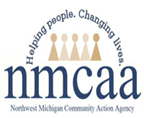 Helping people. Changing lives.
nmcaa
Northwest Michigan Community Action Agency